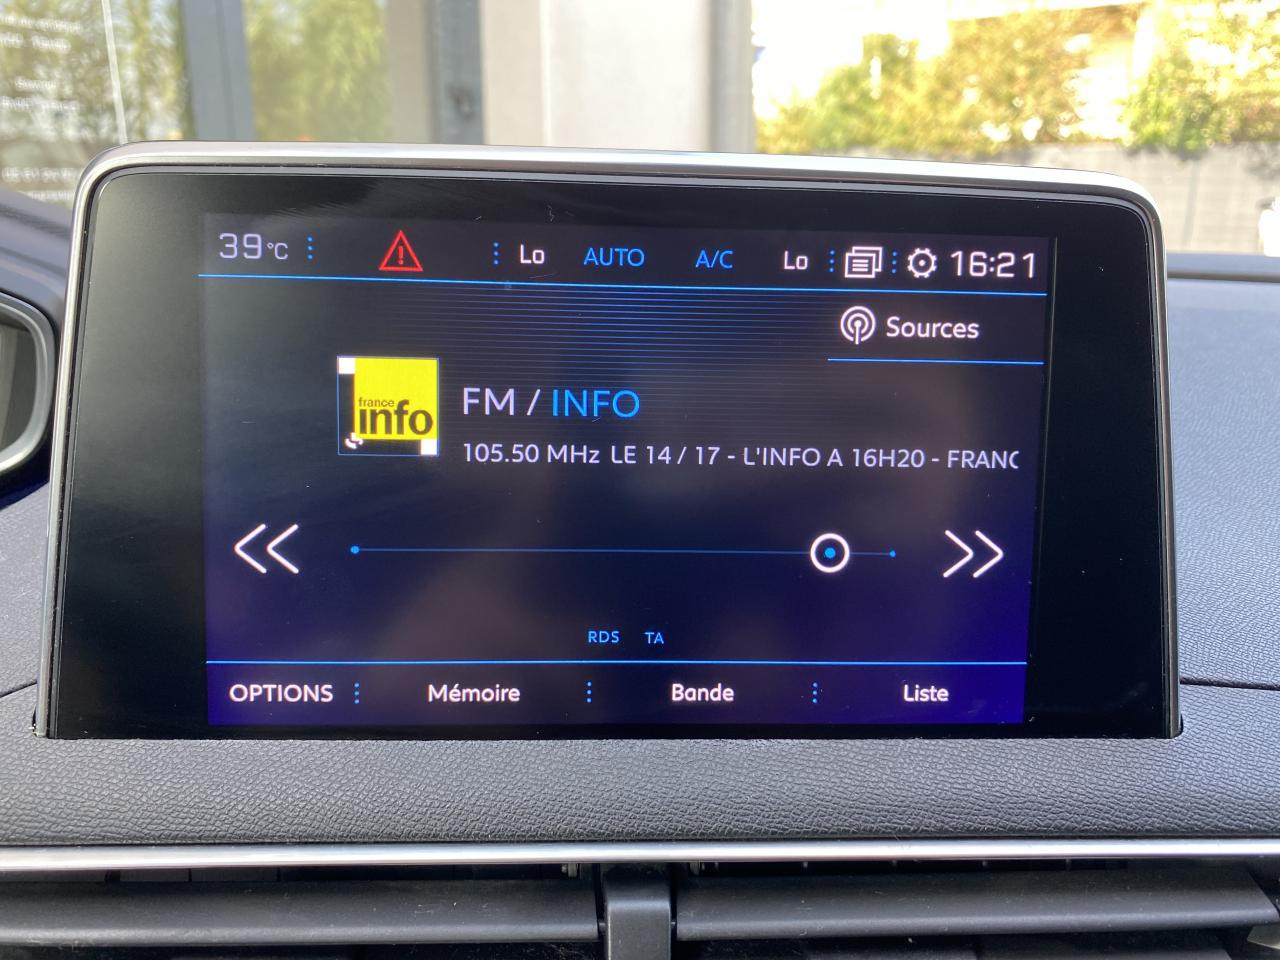 39°C Lo AUTO A/C Lo 16:21
Sources
france
info
FM / INFO
105.50 MHz LE 14 / 17 - L'INFO A 16H20 - FRANC
RDS TA
OPTIONS Mémoire Bande Liste